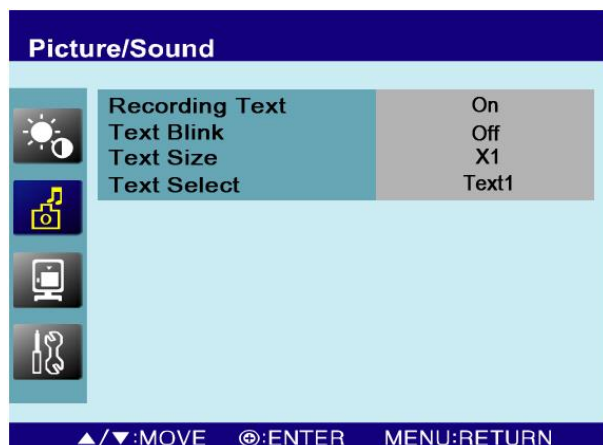 Picture/Sound
Recording Text On
Text Blink Off
Text Size X1
Text Select Text1
▲/▼:MOVE ⊕:ENTER MENU:RETURN